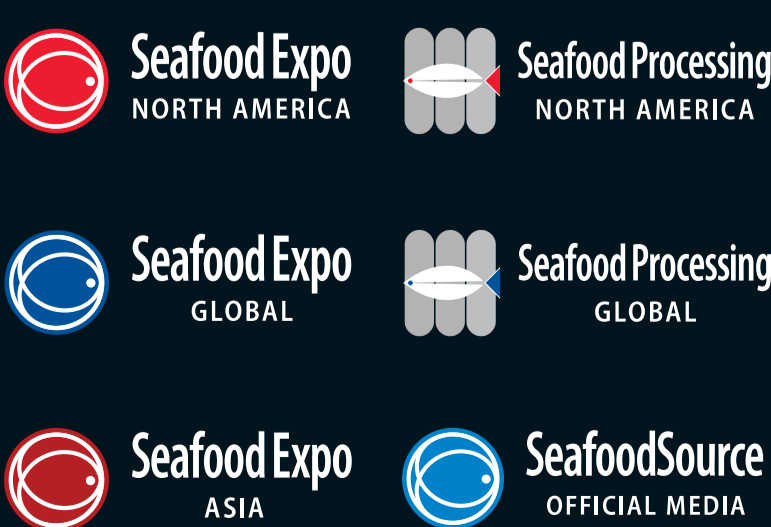 Seafood Expo
NORTH AMERICA
Seafood Processing
NORTH AMERICA
Seafood Expo
GLOBAL
Seafood Processing
GLOBAL
Seafood Expo
ASIA
SeafoodSource
OFFICIAL MEDIA